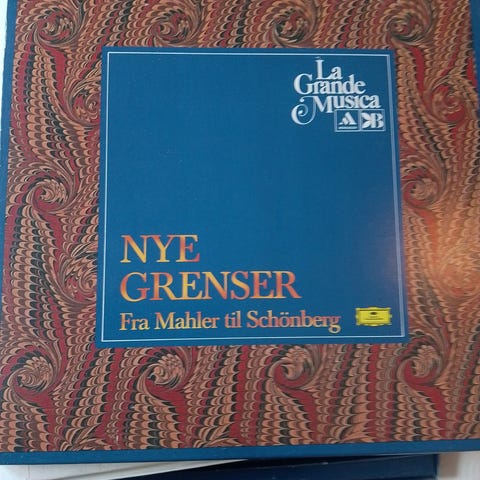 La
Grande
Musica
NYE
GRENSER
Fra Mahler til Schönberg